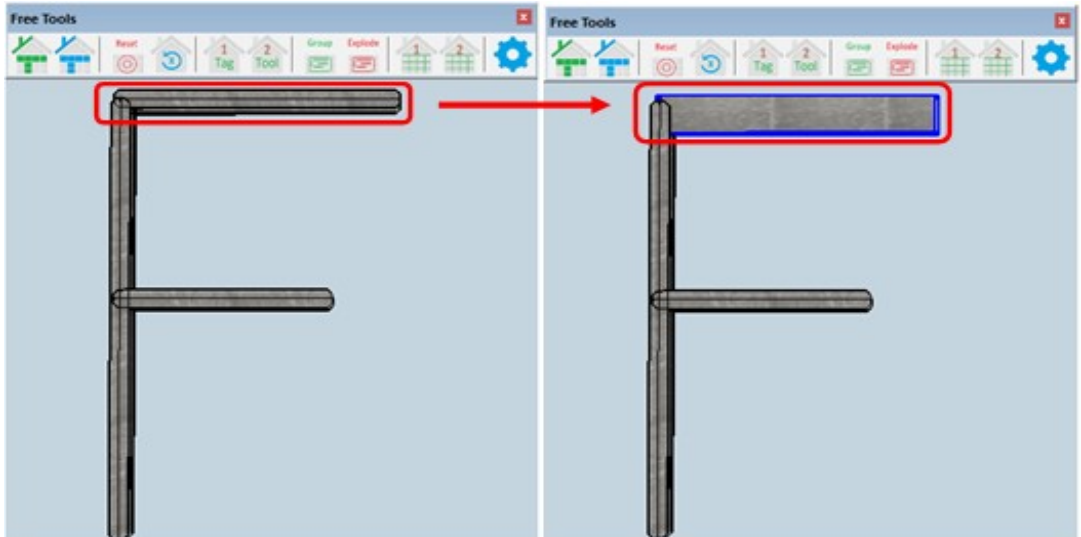 Free Tools
Reset
1
Tag
2
Tool
Group
Explode
1
2
Free Tools
Reset
1
Tag
2
Tool
Group
Explode
1
2